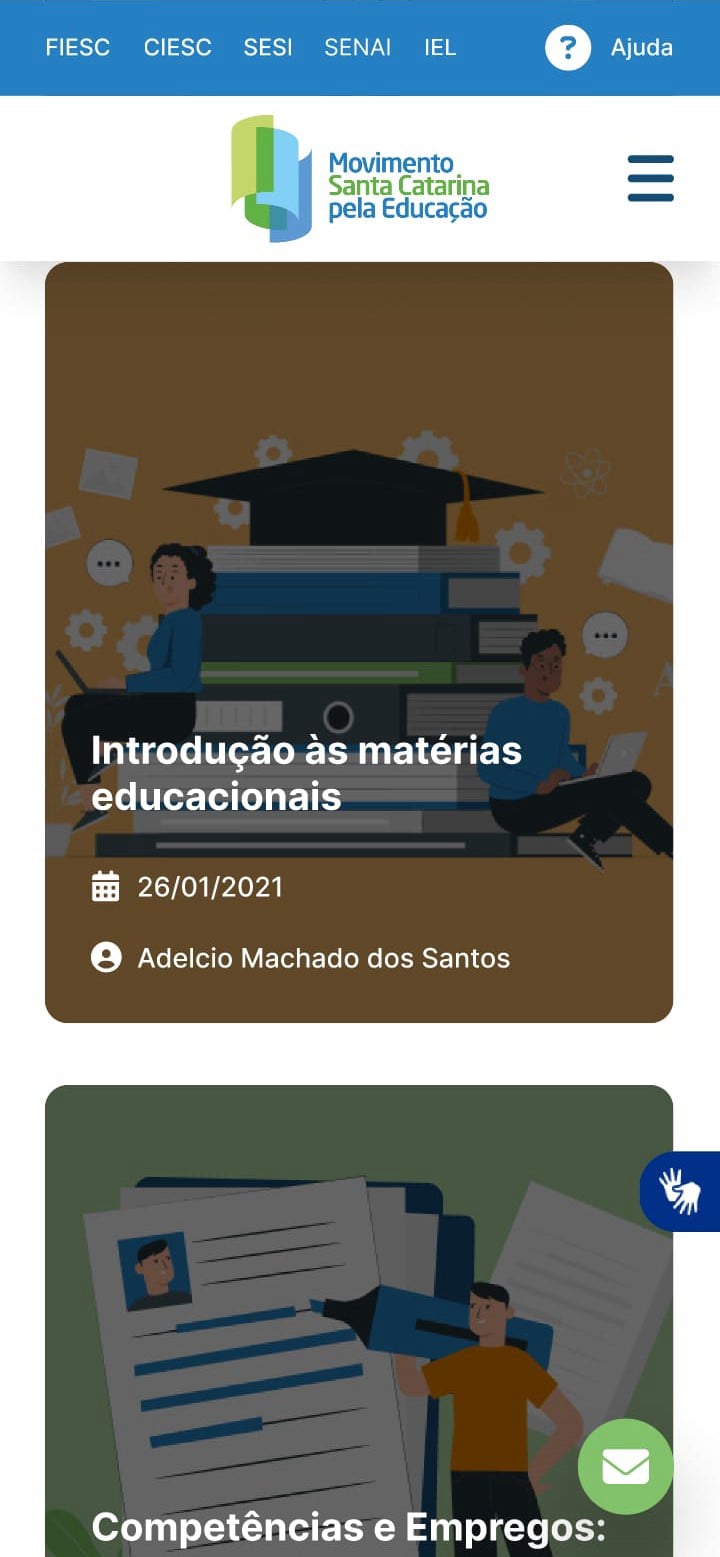 FIESC CIESC SESI SENAI IEL ? Ajuda
Movimento
Santa Catarina
pela Educação
Introdução às matérias
educacionais
26/01/2021
Adelcio Machado dos Santos
Competências e Empregos: